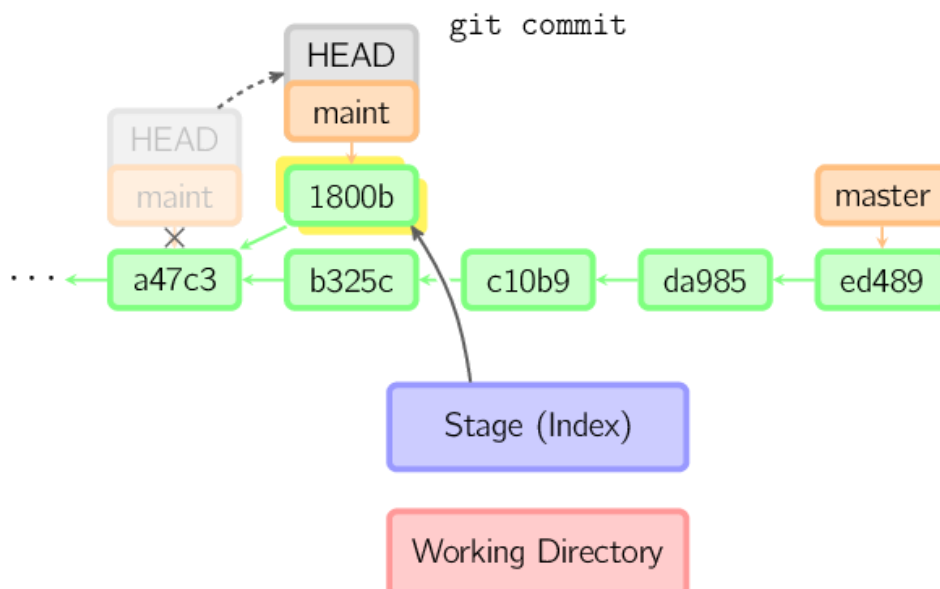 git commit
HEAD
maint
HEAD
maint
1800b
master
... a47c3 b325c c10b9 da985 ed489
Stage (Index)
Working Directory